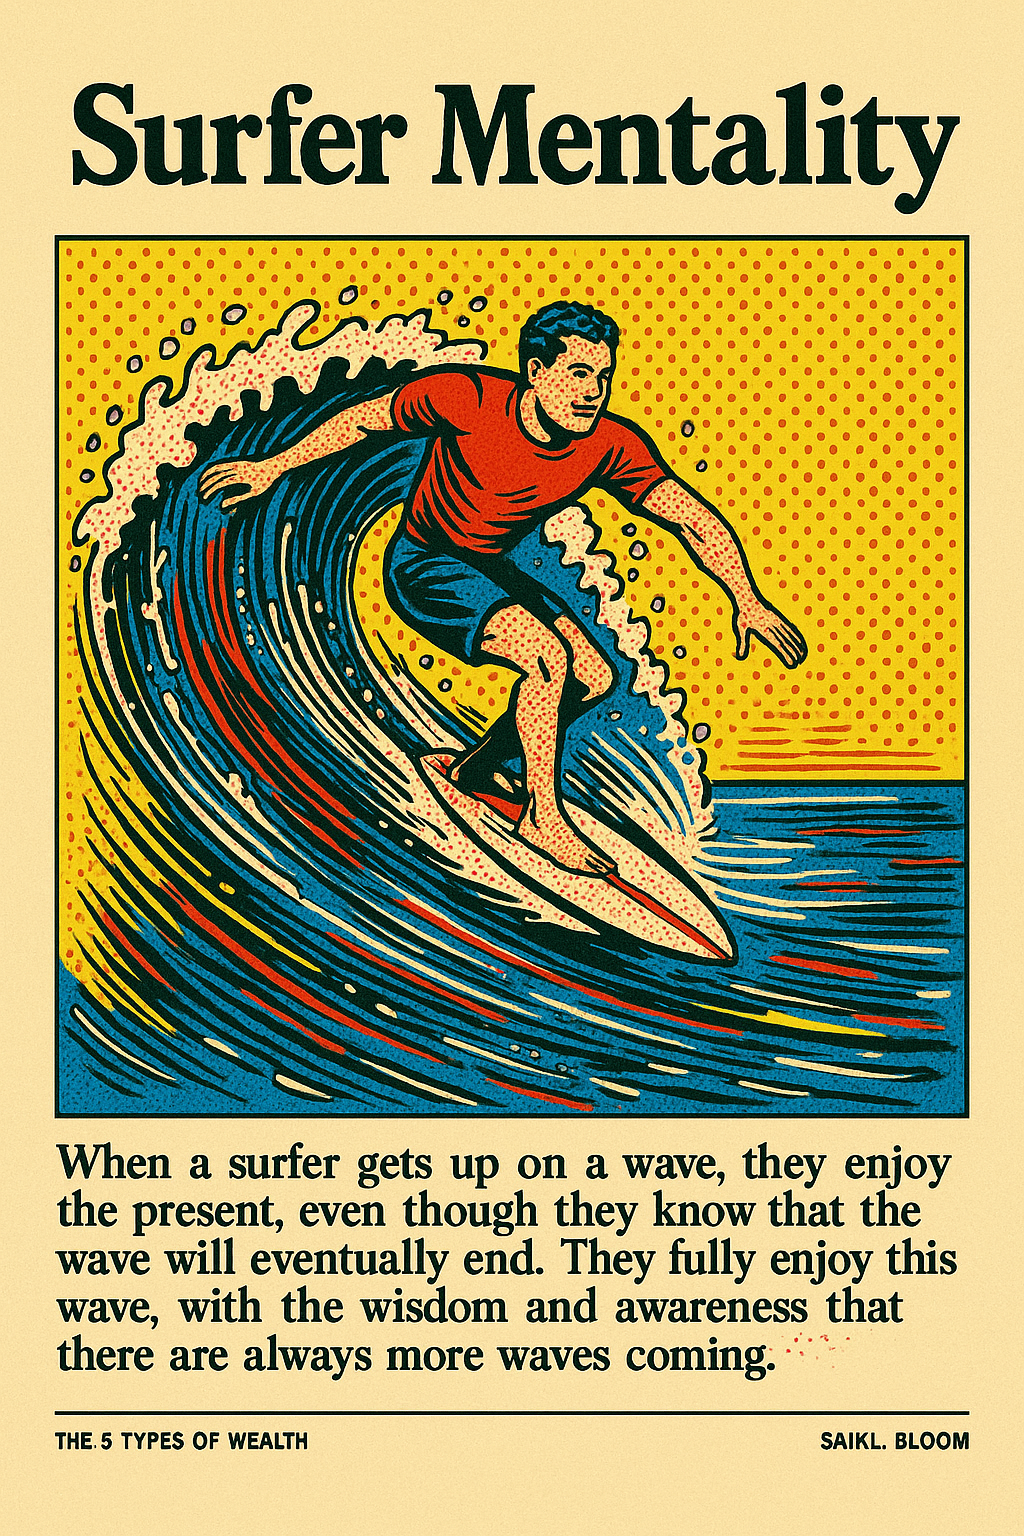 Surfer Mentality
When a surfer gets up on a wave, they enjoy
the present, even though they know that the
wave will eventually end. They fully enjoy this
wave, with the wisdom and awareness that
there are always more waves coming.
THE. 5 TYPES OF WEALTH
SAIKL. BLOOM